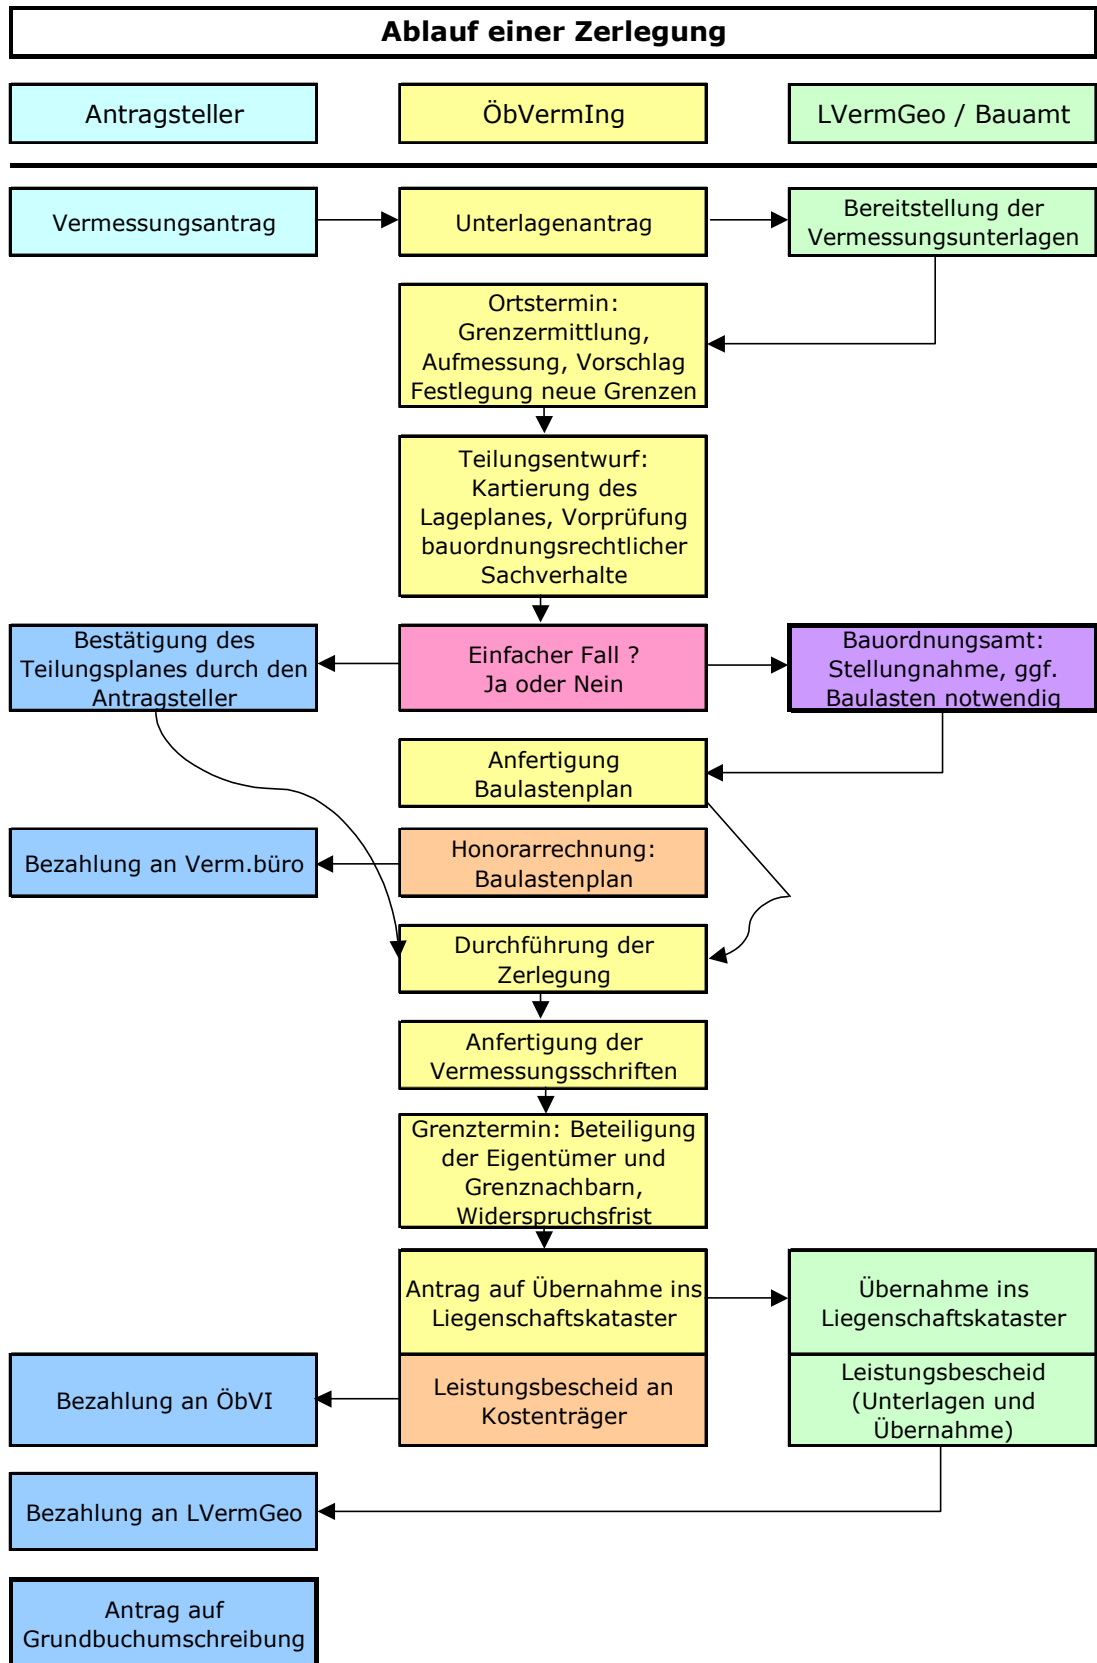 Ablauf einer Zerlegung
Antragsteller
ÖbVermIng
LVermGeo / Bauamt
Vermessungsantrag
Unterlagenantrag
Bereitstellung der
Vermessungsunterlagen
Ortstermin:
Grenzermittlung,
Aufmessung, Vorschlag
Festlegung neue Grenzen
Teilungsentwurf:
Kartierung des
Lageplanes, Vorprüfung
bauordnungsrechtlicher
Sachverhalte
Bestätigung des
Teilungsplanes durch den
Antragsteller
Einfacher Fall ?
Ja oder Nein
Bauordnungsamt:
Stellungnahme, ggf.
Baulasten notwendig
Anfertigung
Baulastenplan
Bezahlung an Verm.büro
Honorarrechnung:
Baulastenplan
Durchführung der
Zerlegung
Anfertigung der
Vermessungsschriften
Grenztermin: Beteiligung
der Eigentümer und
Grenznachbarn,
Widerspruchsfrist
Antrag auf Übernahme ins
Liegenschaftskataster
Übernahme ins
Liegenschaftskataster
Bezahlung an ÖbVI
Leistungsbescheid an
Kostenträger
Leistungsbescheid
(Unterlagen und
Übernahme)
Bezahlung an LVermGeo
Antrag auf
Grundbuchumschreibung